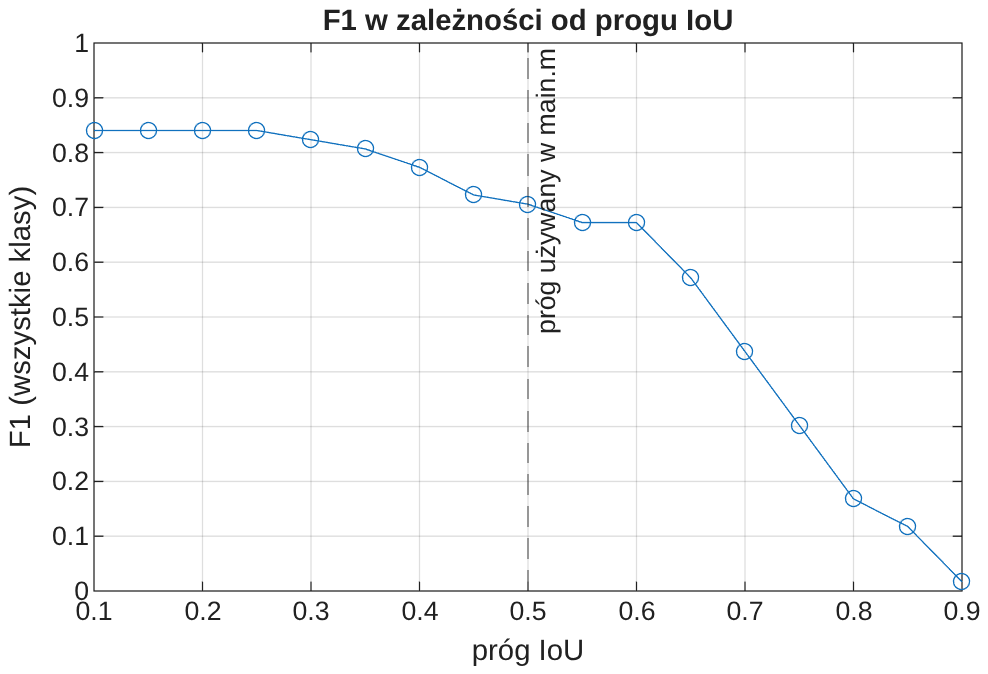 F1 w zależności od progu IoU
F1 (wszystkie klasy)
1
0.9
0.8
0.7
0.6
0.5
0.4
0.3
0.2
0.1
0
próg używany w main.m
0.1 0.2 0.3 0.4 0.5 0.6 0.7 0.8 0.9
próg IoU